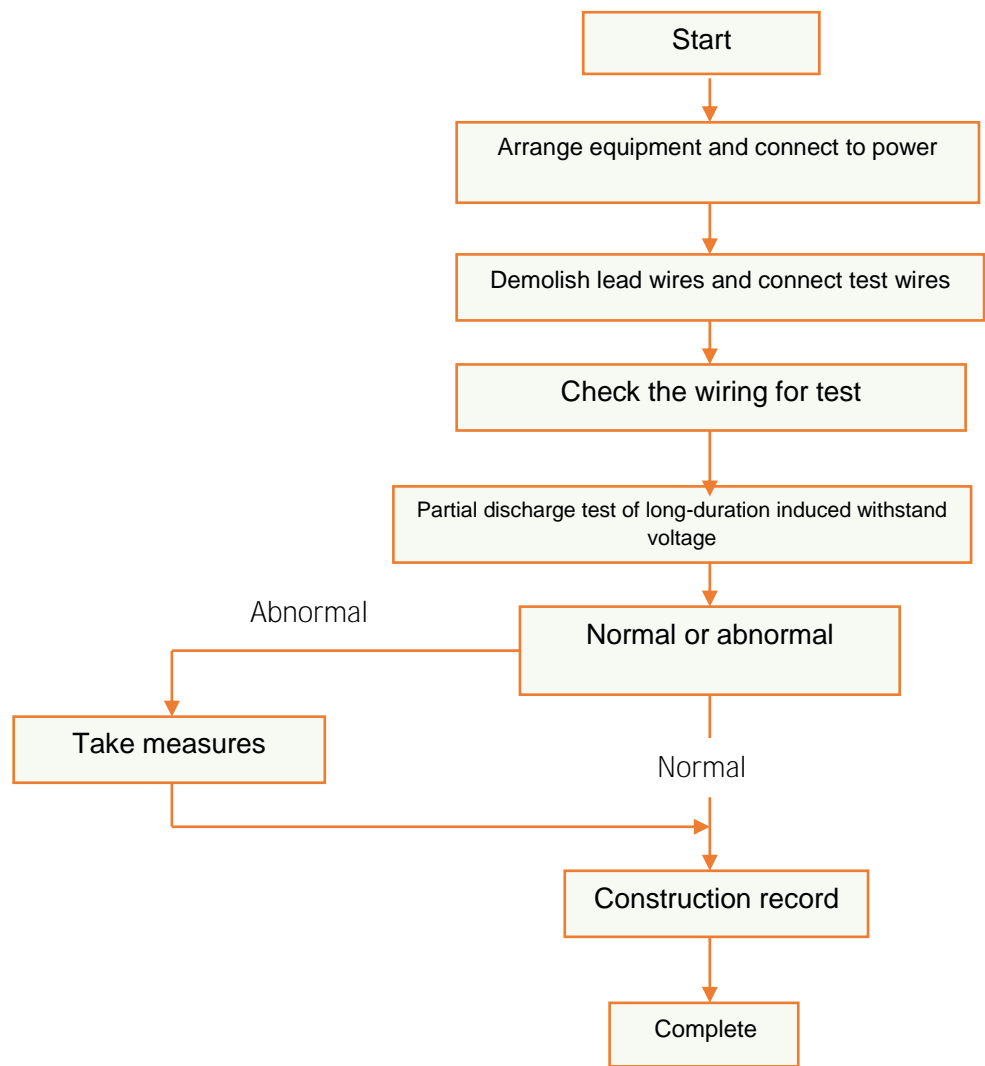 Start
Arrange equipment and connect to power
Demolish lead wires and connect test wires
Check the wiring for test
Partial discharge test of long-duration induced withstand
voltage
Abnormal
Normal or abnormal
Take measures
Normal
Construction record
Complete